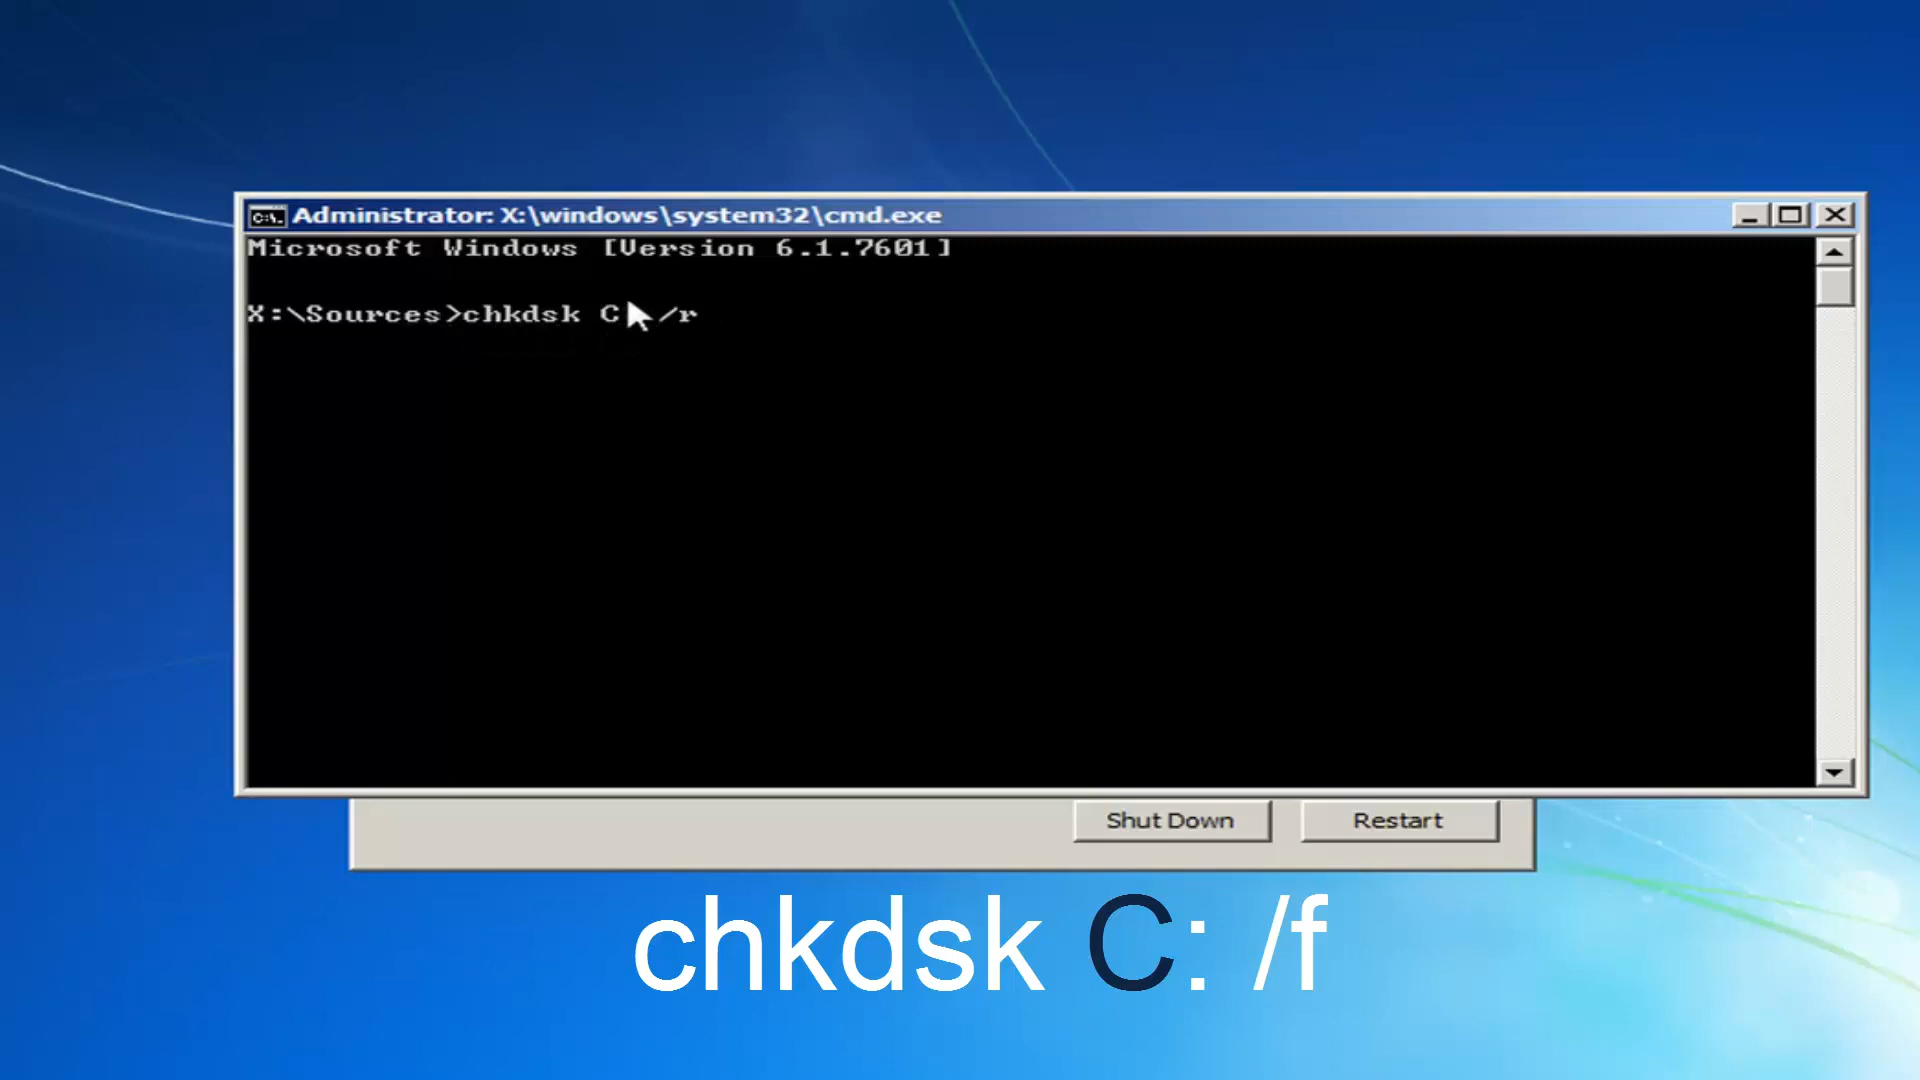 Administrator: X:\windows\system32\cmd.exe
Microsoft Windows [Version 6.1.7601]
X:\Sources>chkdsk C /r
Shut Down
Restart
chkdsk C: /f